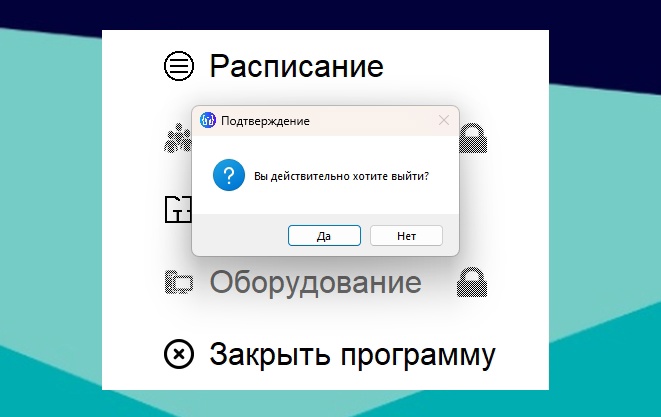 Расписание
Подтверждение
Вы действительно хотите выйти?
Да
Нет
Оборудование
Закрыть программу